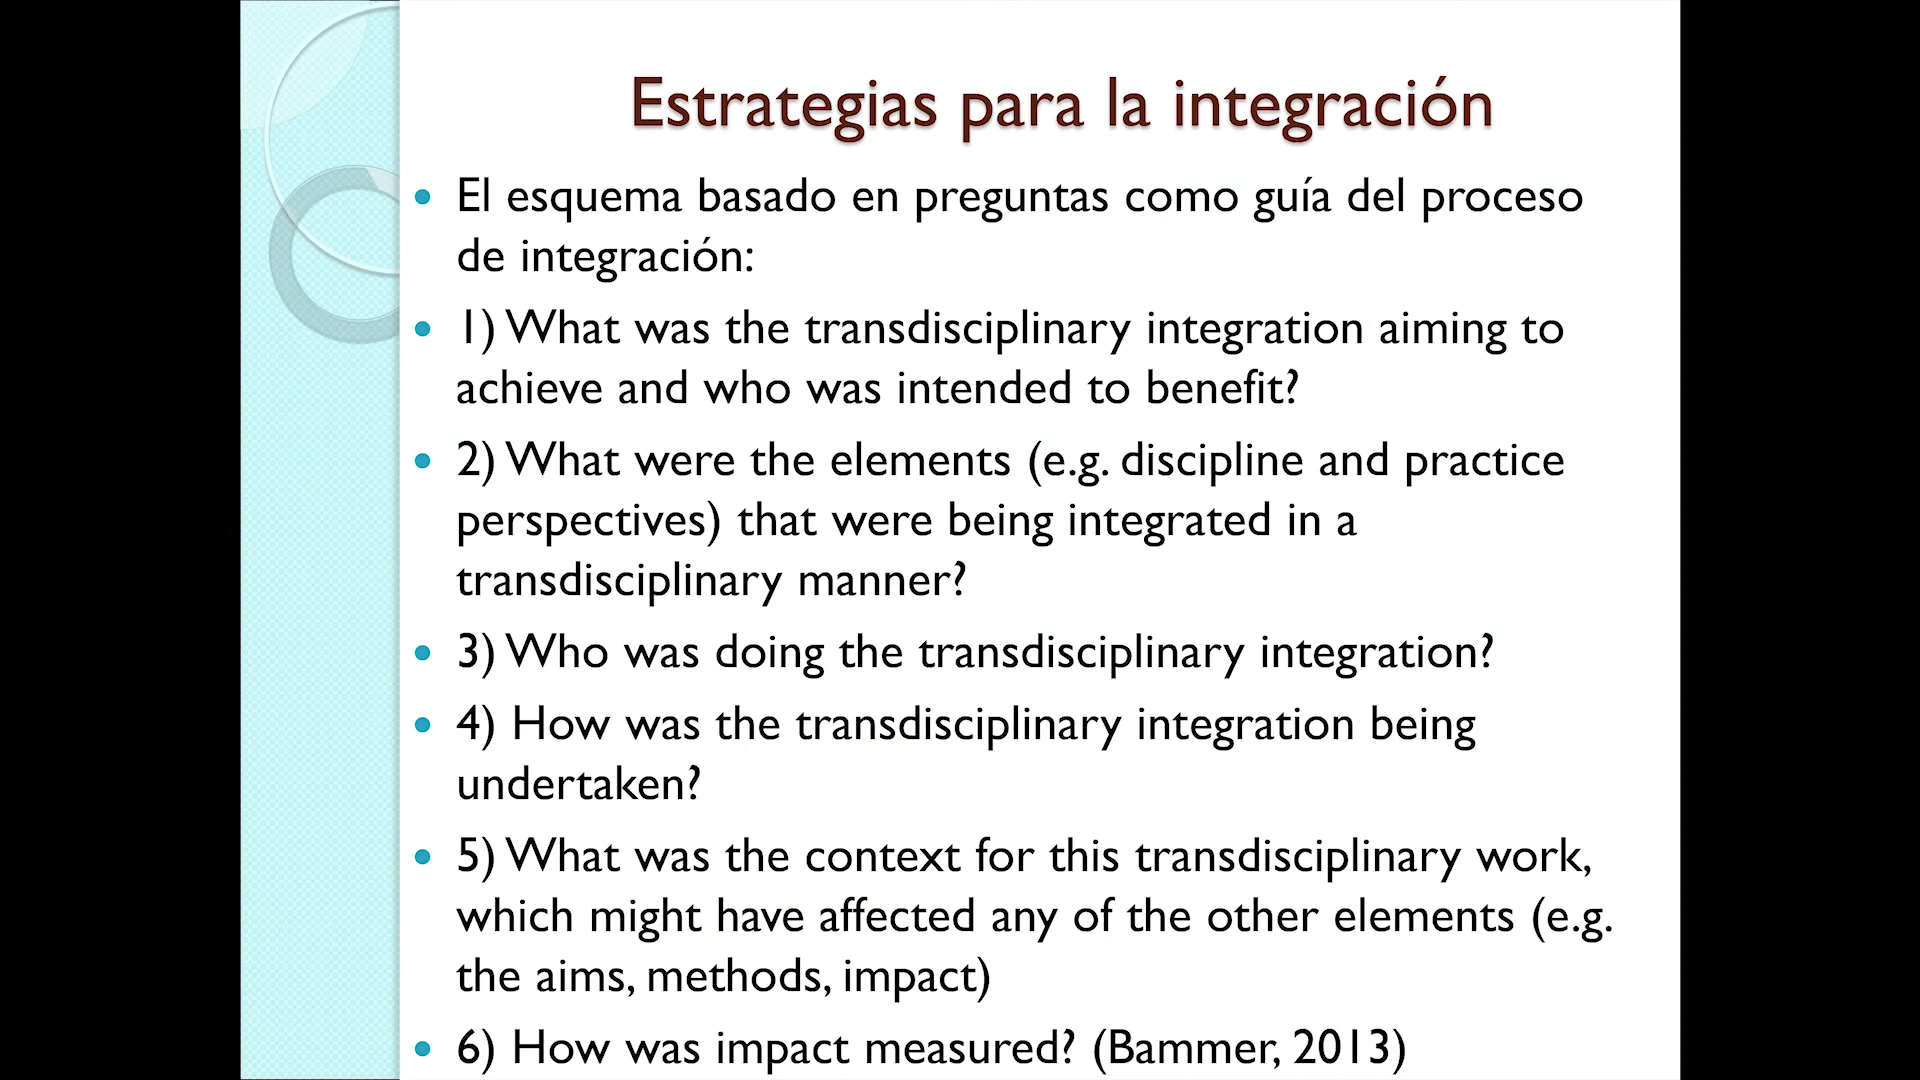 Estrategias para la integración
El esquema basado en preguntas como guía del proceso
de integración:
1) What was the transdisciplinary integration aiming to
achieve and who was intended to benefit?
2) What were the elements (e.g. discipline and practice
perspectives) that were being integrated in a
transdisciplinary manner?
3) Who was doing the transdisciplinary integration?
4) How was the transdisciplinary integration being
undertaken?
5) What was the context for this transdisciplinary work,
which might have affected any of the other elements (e.g.
the aims, methods, impact)
6) How was impact measured? (Bammer, 2013)